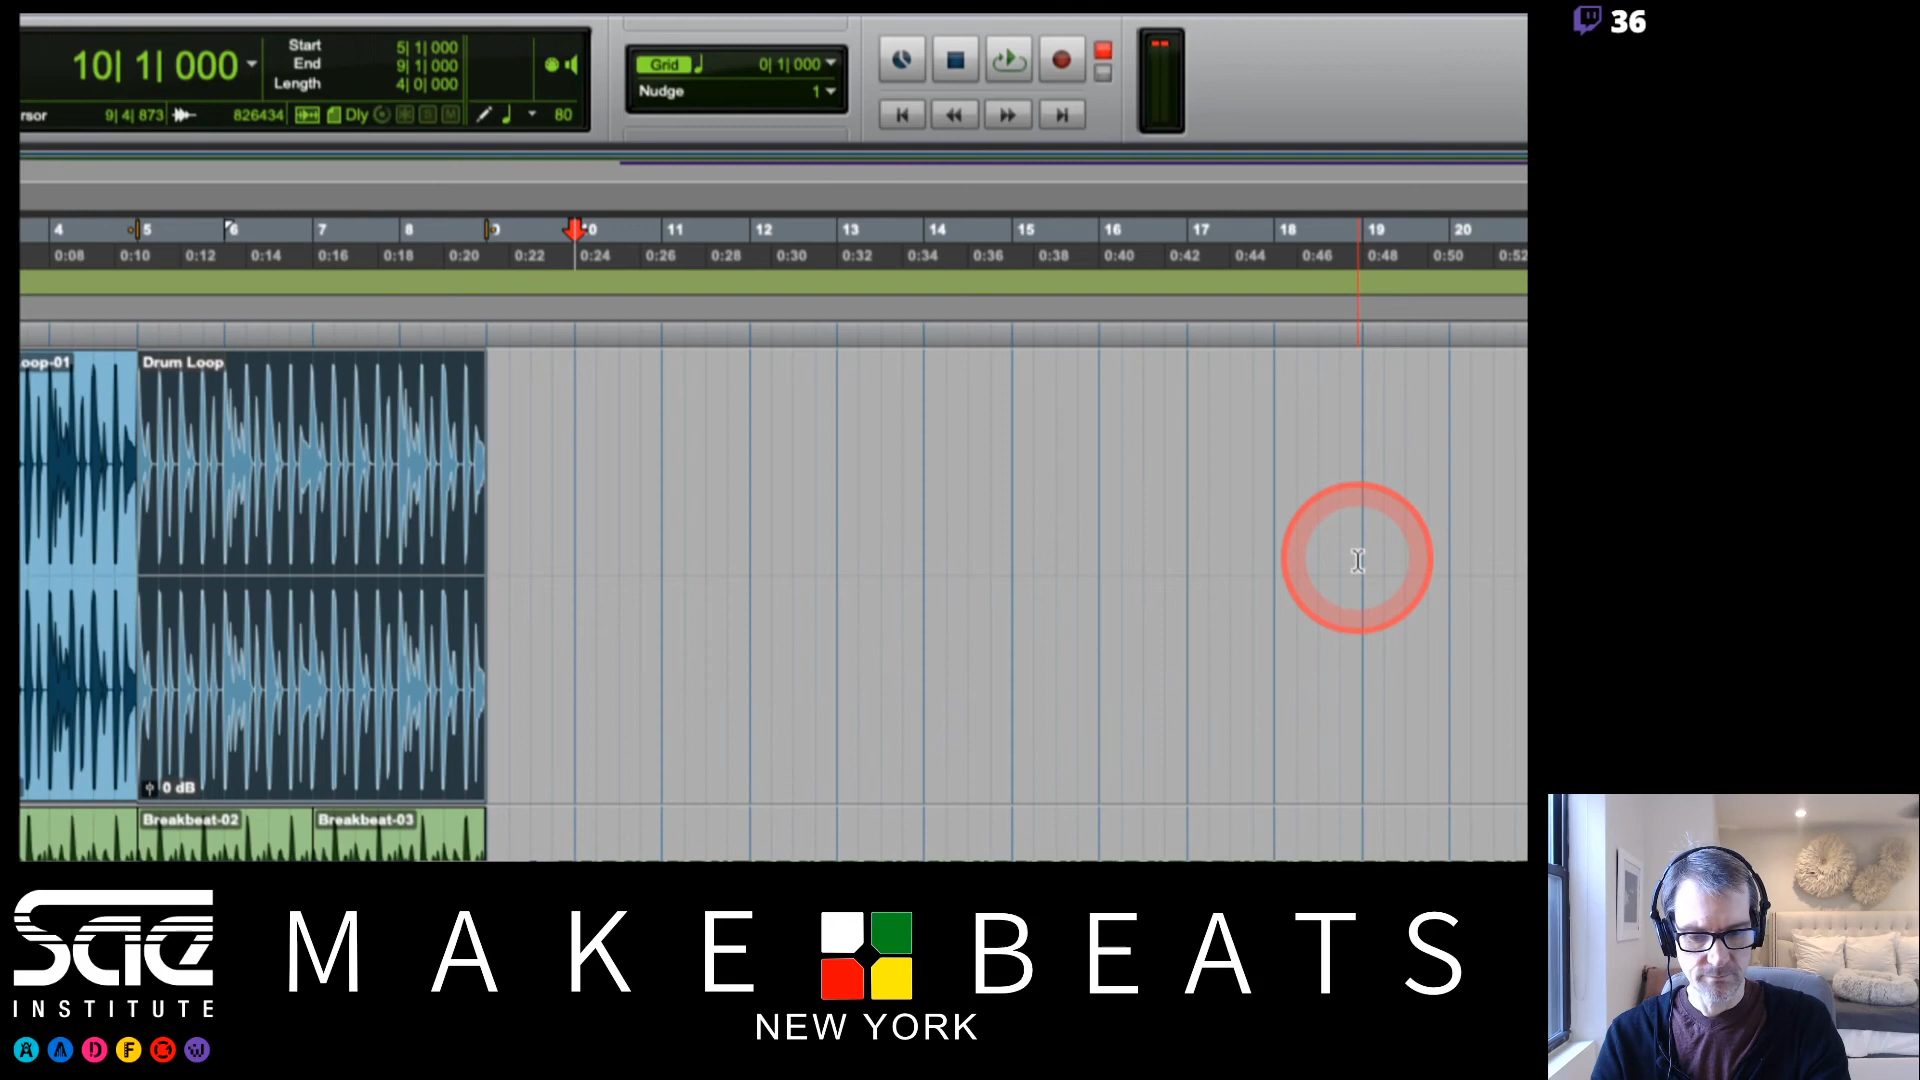 36
10| 1| 000
Start 5| 1| 000
End 9| 1| 000
Length 4| 0| 000
rsor 9| 4| 873 826434 Dly S M 80
Grid 0| 1| 000
Nudge 1
4 5 6 7 8 9 10 11 12 13 14 15 16 17 18 19 20
0:08 0:10 0:12 0:14 0:16 0:18 0:20 0:22 0:24 0:26 0:28 0:30 0:32 0:34 0:36 0:38 0:40 0:42 0:44 0:46 0:48 0:50 0:52
oop-01 Drum Loop
0 dB
Breakbeat-02 Breakbeat-03
sae
INSTITUTE
MAKE BEATS
NEW YORK